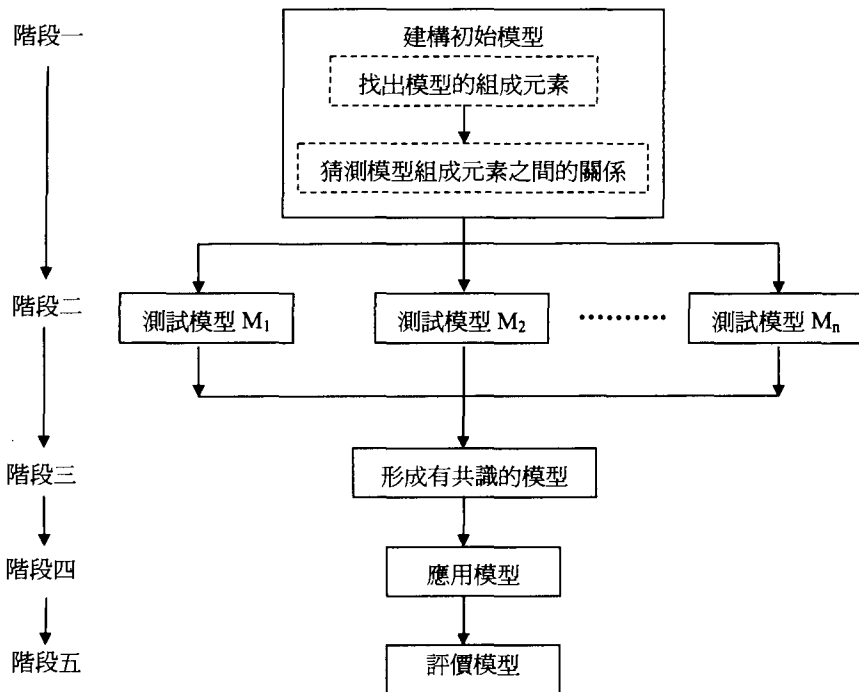 階段一
建構初始模型
找出模型的組成元素
猜測模型組成元素之間的關係
階段二
測試模型 M₁
測試模型 M₂
··········
測試模型 Mₙ
階段三
形成有共識的模型
階段四
應用模型
階段五
評價模型